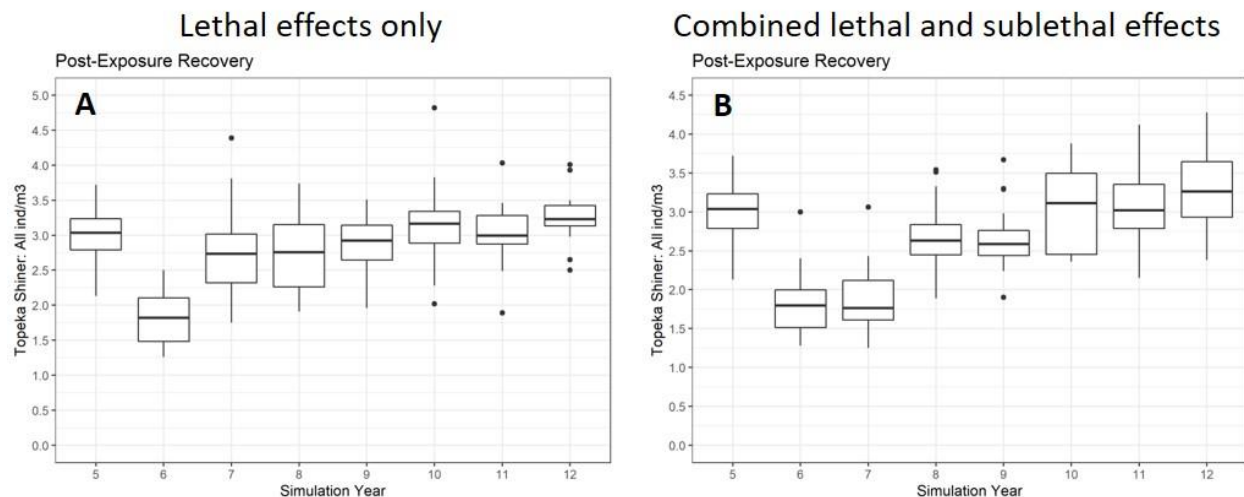 Lethal effects only
Post-Exposure Recovery
A
Topeka Shiner: All ind/m3
5.0
4.5
4.0
3.5
3.0
2.5
2.0
1.5
1.0
0.5
0.0
5 6 7 8 9 10 11 12
Simulation Year
Combined lethal and sublethal effects
Post-Exposure Recovery
B
Topeka Shiner: All ind/m3
4.5
4.0
3.5
3.0
2.5
2.0
1.5
1.0
0.5
0.0
5 6 7 8 9 10 11 12
Simulation Year